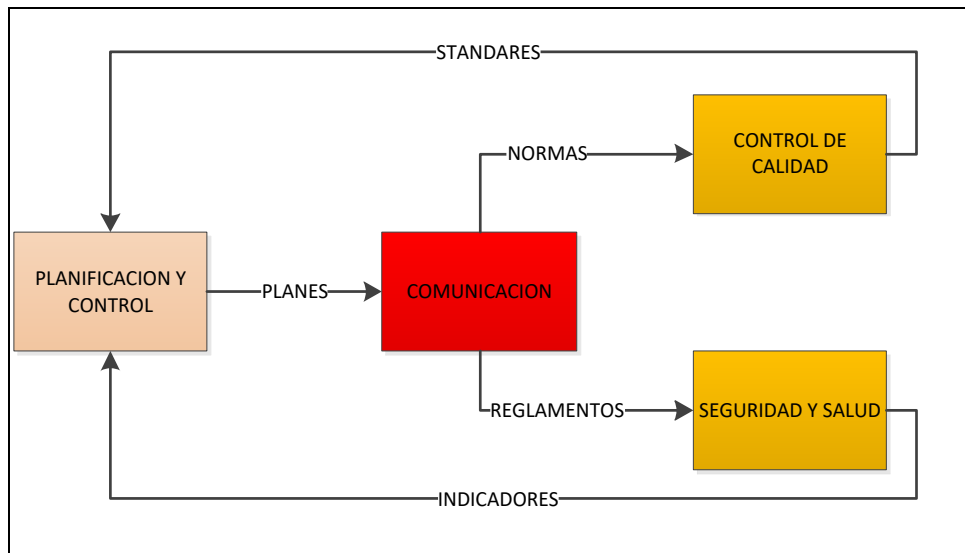 STANDARES
NORMAS
CONTROL DE
CALIDAD
PLANIFICACION Y
CONTROL
PLANES
COMUNICACION
REGLAMENTOS
SEGURIDAD Y SALUD
INDICADORES